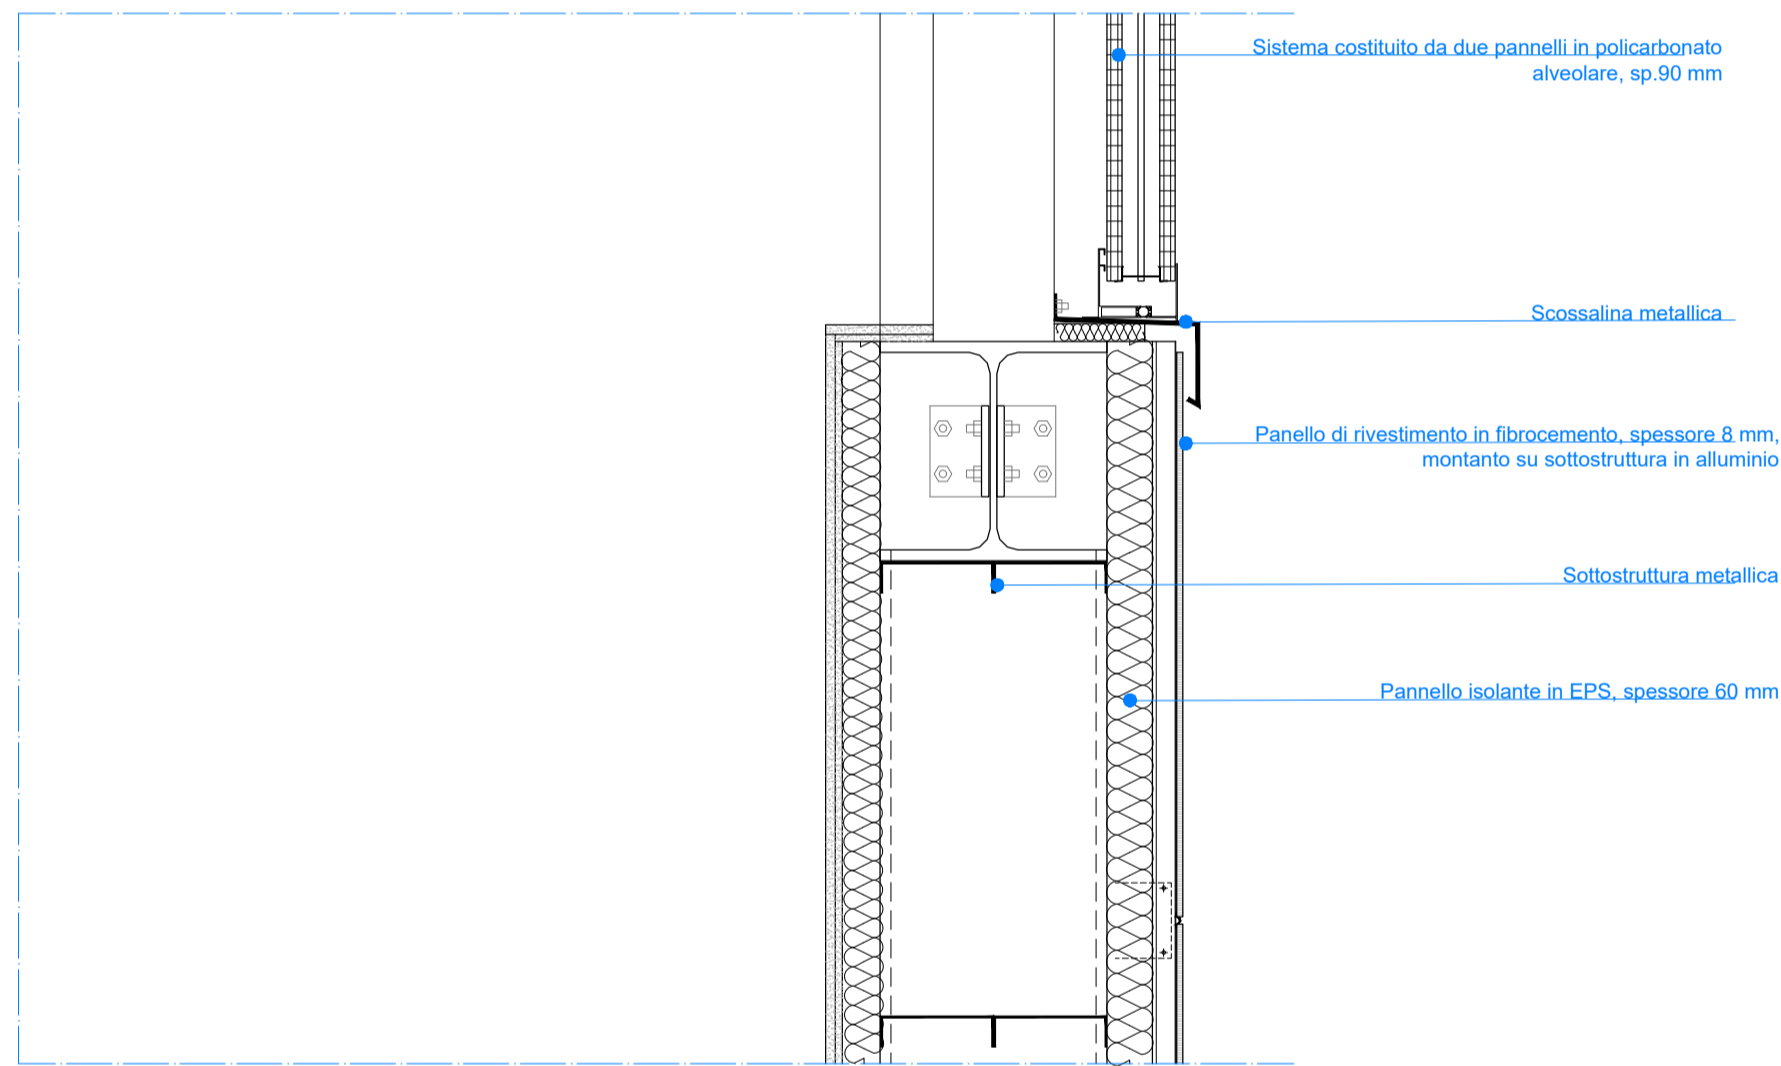 Sistema costituito da due pannelli in policarbonato
alveolare, sp.90 mm
Scossalina metallica
Panello di rivestimento in fibrocemento, spessore 8 mm,
montanto su sottostruttura in alluminio
Sottostruttura metallica
Pannello isolante in EPS, spessore 60 mm